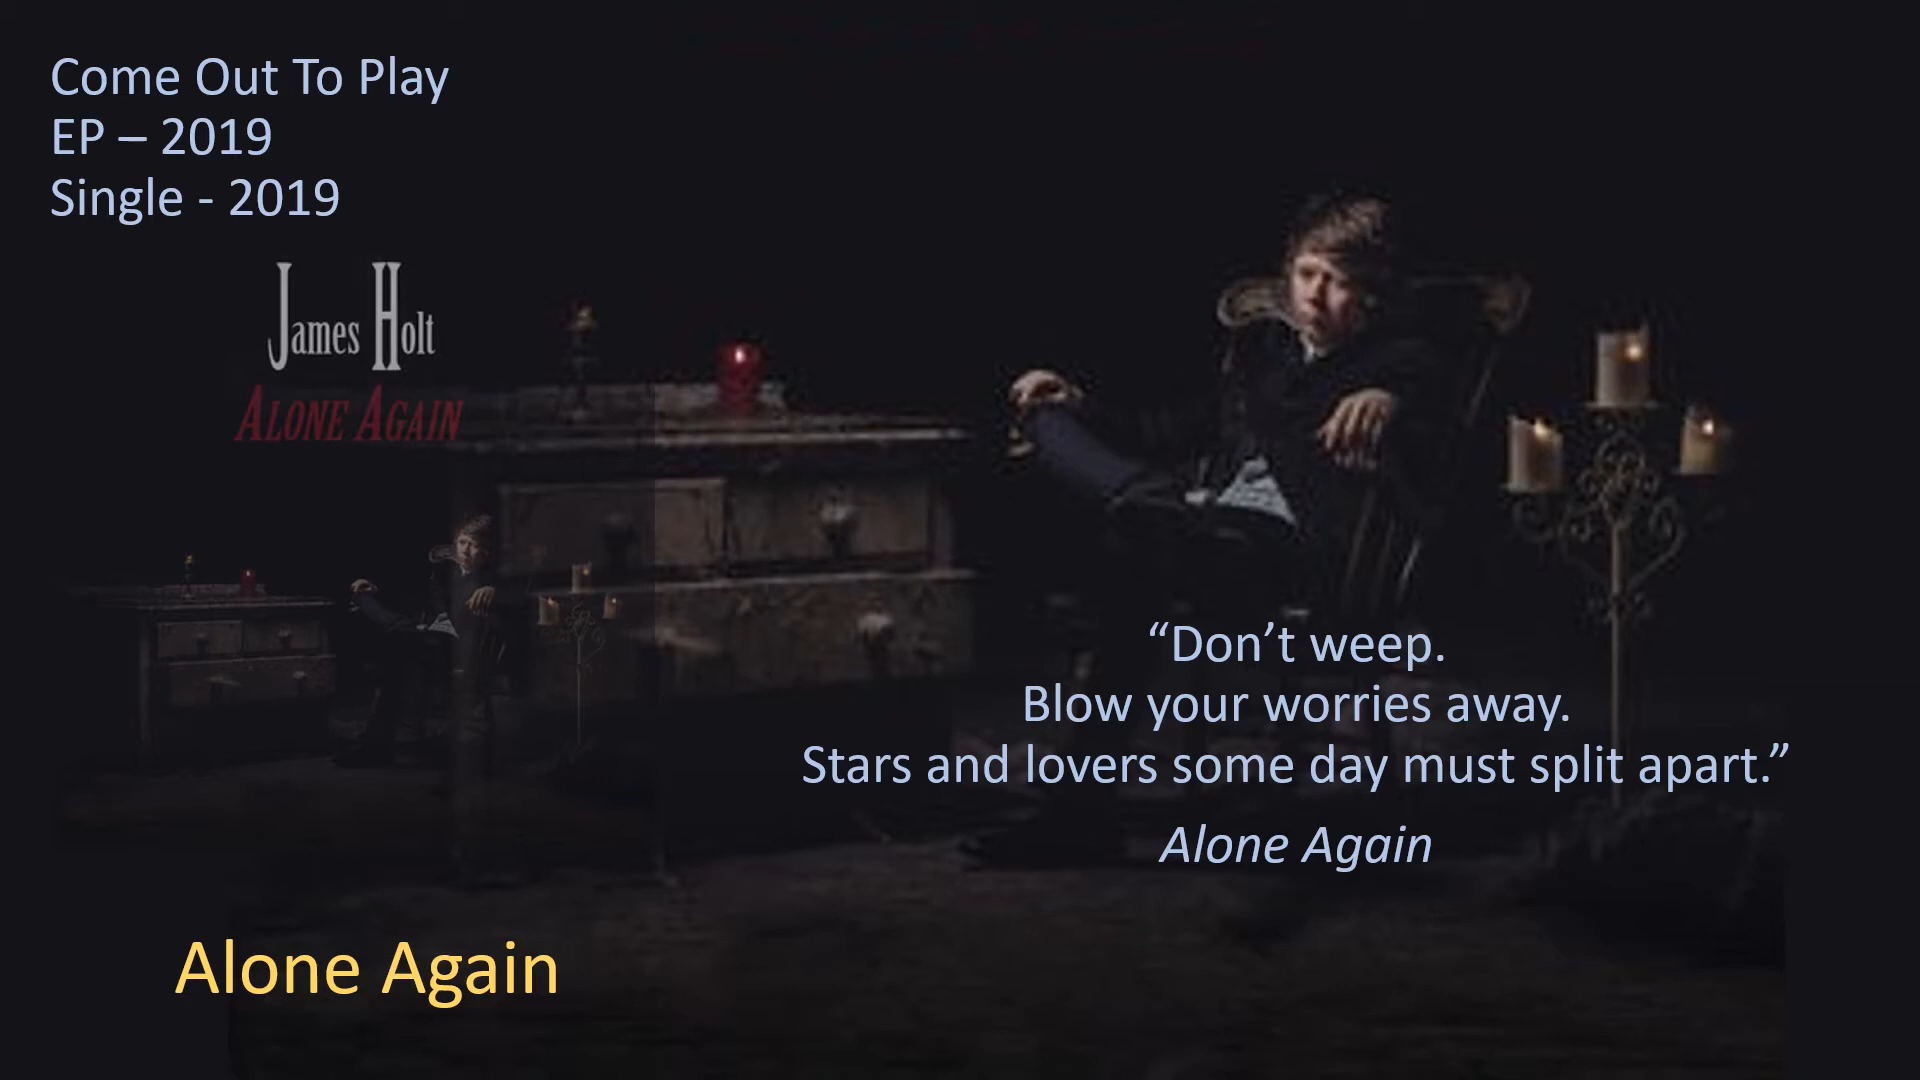 Come Out To Play
EP – 2019
Single - 2019
James Holt
ALONE AGAIN
“Don’t weep.
Blow your worries away.
Stars and lovers some day must split apart.”
Alone Again
Alone Again